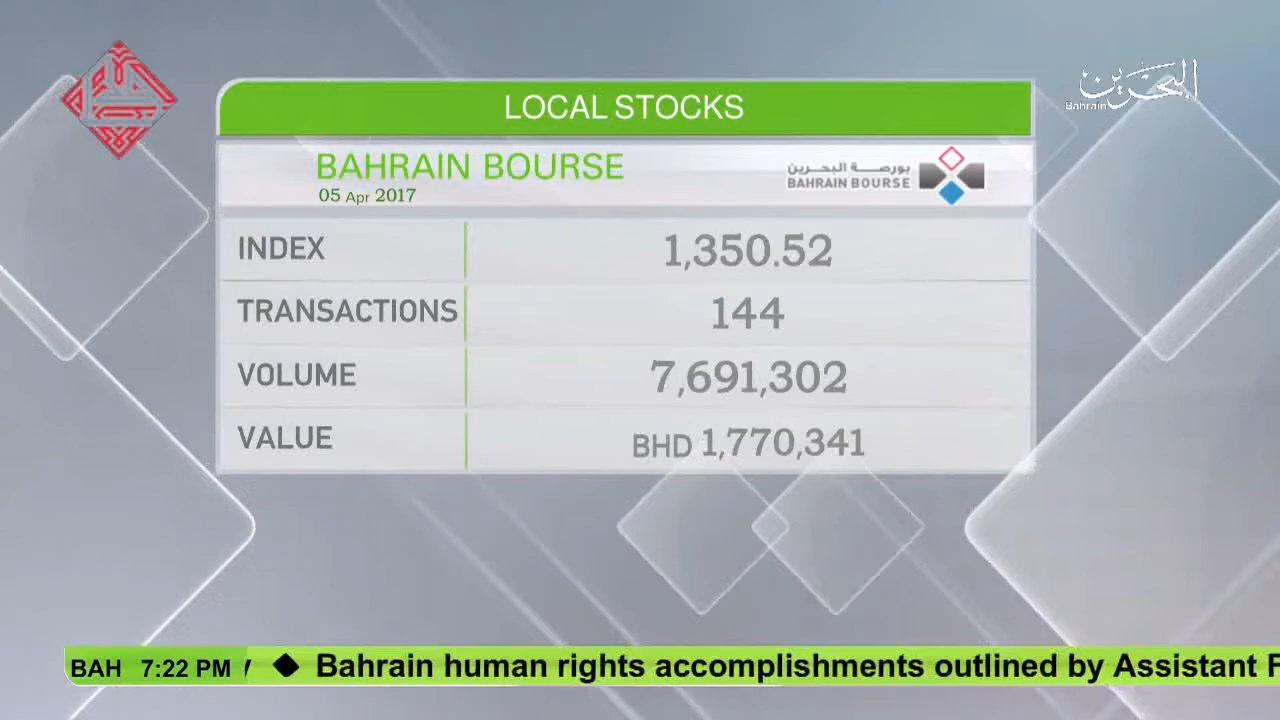 البحرين
Bahrain
LOCAL STOCKS
BAHRAIN BOURSE
05 Apr 2017
بورصة البحرين
BAHRAIN BOURSE
INDEX 1,350.52
TRANSACTIONS 144
VOLUME 7,691,302
VALUE BHD 1,770,341
BAH 7:22 PM ◆ Bahrain human rights accomplishments outlined by Assistant F